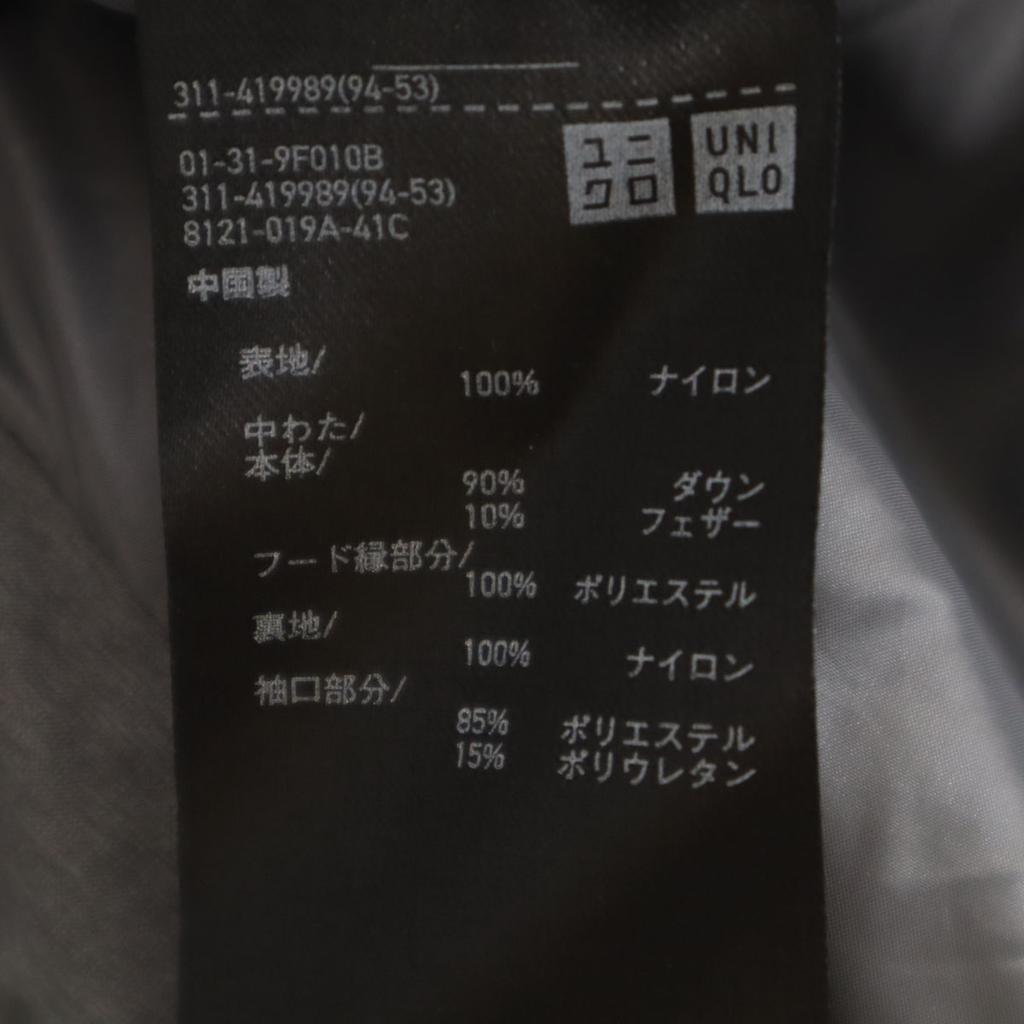 311-419989(94-53)
01-31-9F010B
311-419989(94-53)
8121-019A-41C
ユニ
クロ
UNI
QLO
中国製
表地/
100% ナイロン
中わた/
本体/
90% ダウン
10% フェザー
フード縁部分/
100% ポリエステル
裏地/
100% ナイロン
袖口部分/
85% ポリエステル
15% ポリウレタン